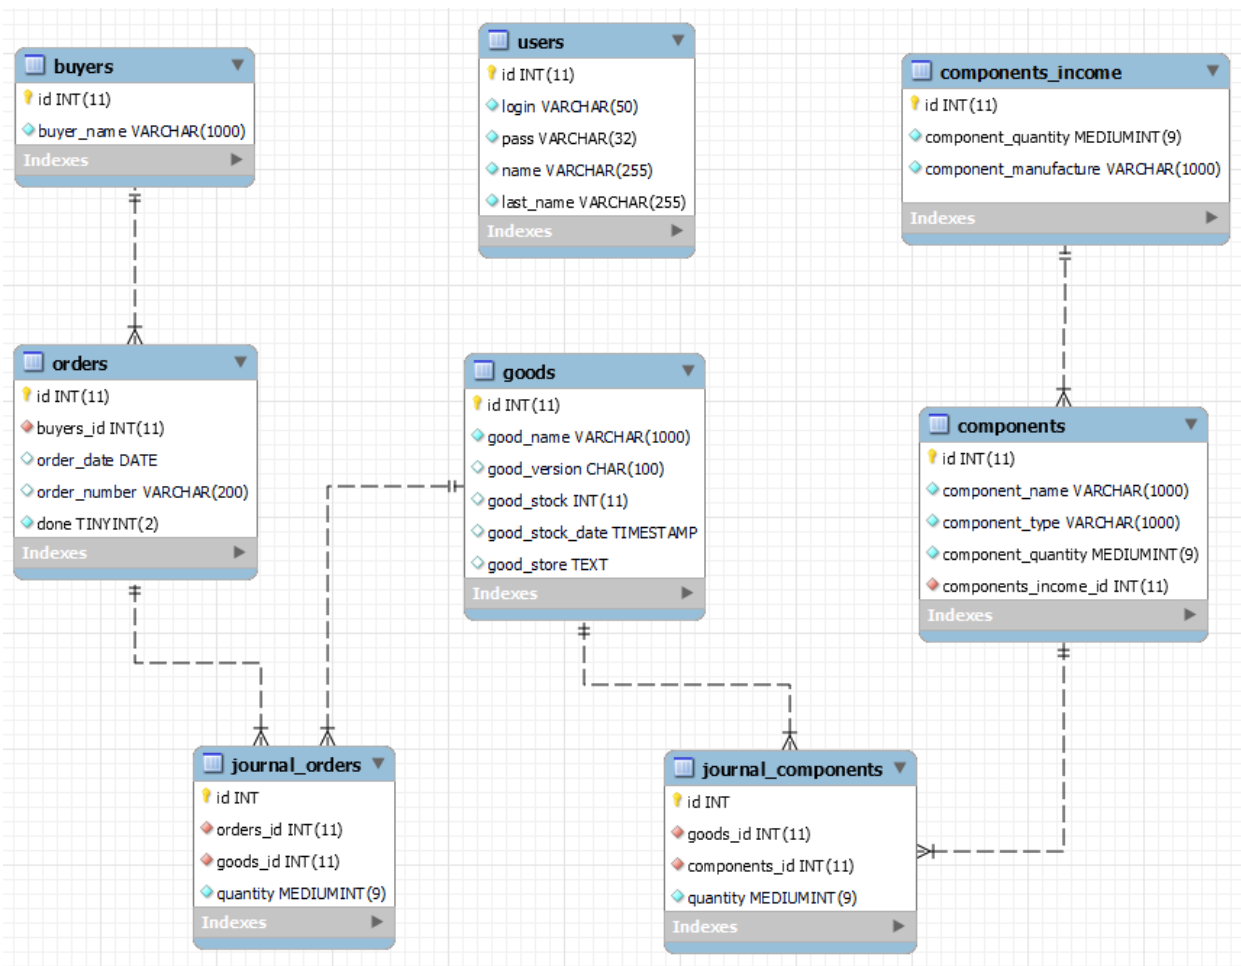 buyers
id INT(11)
buyer_name VARCHAR(1000)
Indexes
users
id INT(11)
login VARCHAR(50)
pass VARCHAR(32)
name VARCHAR(255)
last_name VARCHAR(255)
Indexes
components_income
id INT(11)
component_quantity MEDIUMINT(9)
component_manufacture VARCHAR(1000)
Indexes
orders
id INT(11)
buyers_id INT(11)
order_date DATE
order_number VARCHAR(200)
done TINYINT(2)
Indexes
goods
id INT(11)
good_name VARCHAR(1000)
good_version CHAR(100)
good_stock INT(11)
good_stock_date TIMESTAMP
good_store TEXT
Indexes
components
id INT(11)
component_name VARCHAR(1000)
component_type VARCHAR(1000)
component_quantity MEDIUMINT(9)
components_income_id INT(11)
Indexes
journal_orders
id INT
orders_id INT(11)
goods_id INT(11)
quantity MEDIUMINT(9)
Indexes
journal_components
id INT
goods_id INT(11)
components_id INT(11)
quantity MEDIUMINT(9)
Indexes